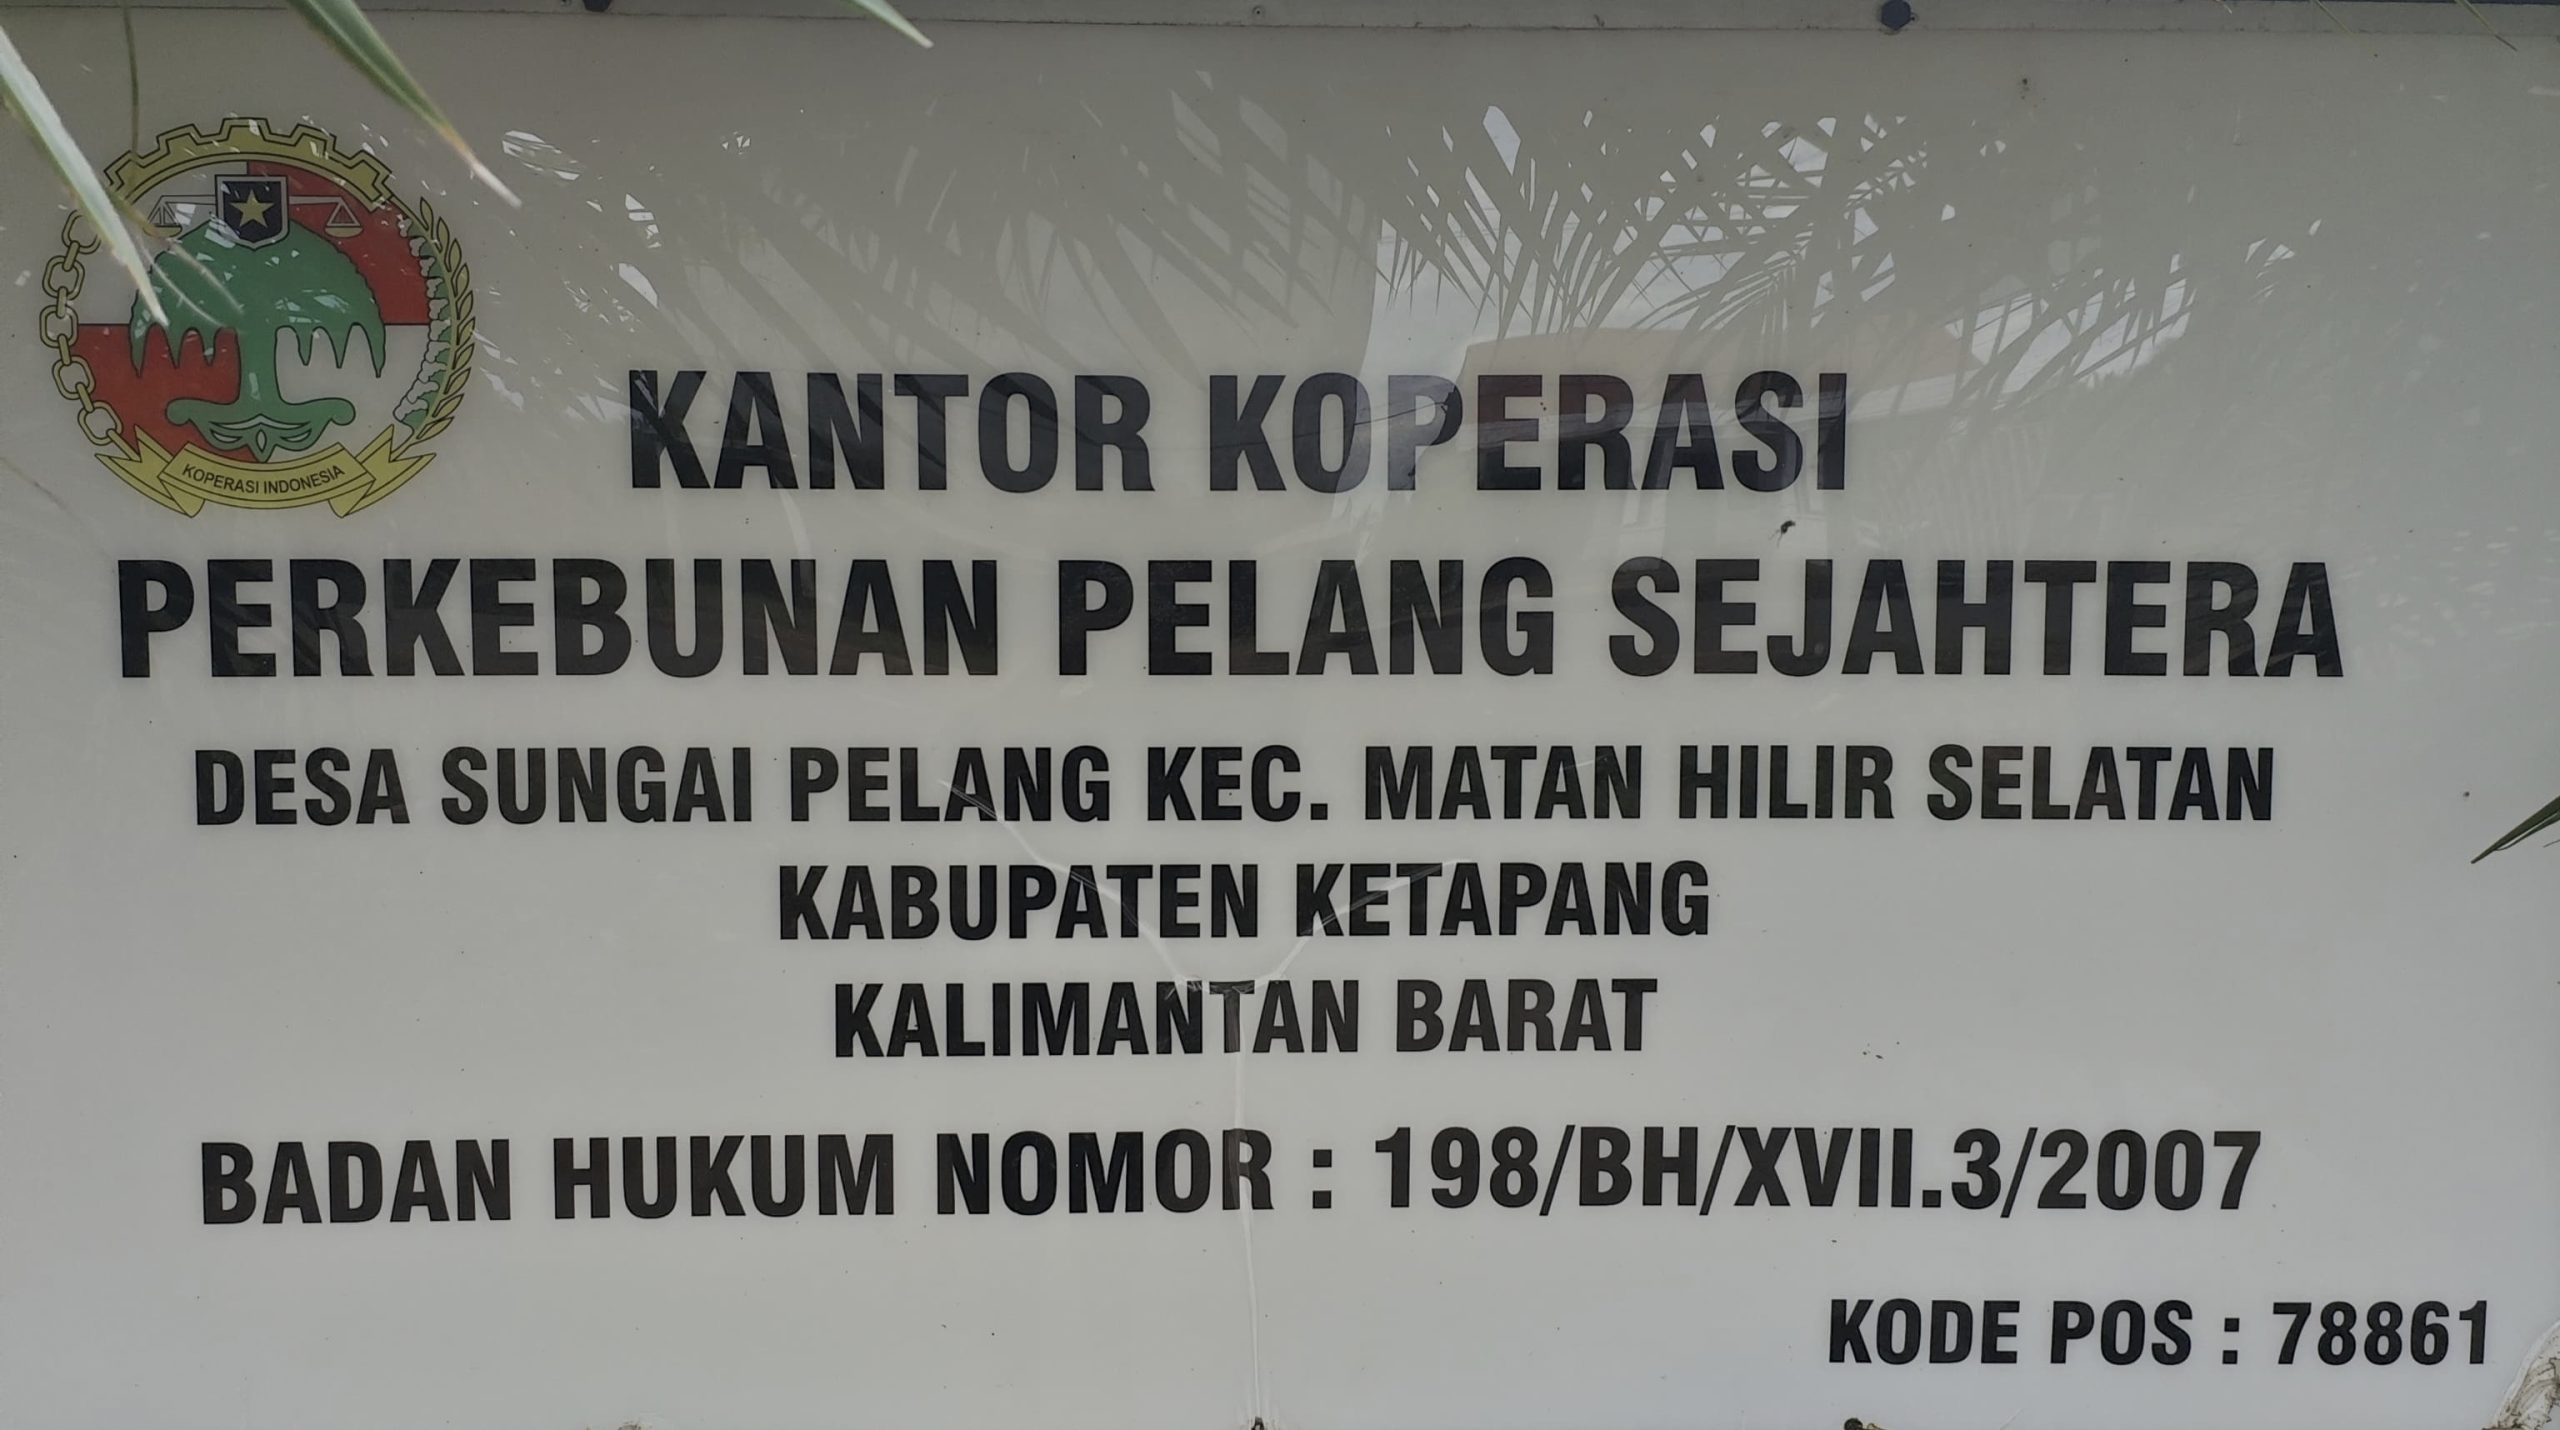 KOPERASI INDONESIA
KANTOR KOPERASI
PERKEBUNAN PELANG SEJAHTERA
DESA SUNGAI PELANG KEC. MATAN HILIR SELATAN
KABUPATEN KETAPANG
KALIMANTAN BARAT
BADAN HUKUM NOMOR : 198/BH/XVII.3/2007
KODE POS : 78861